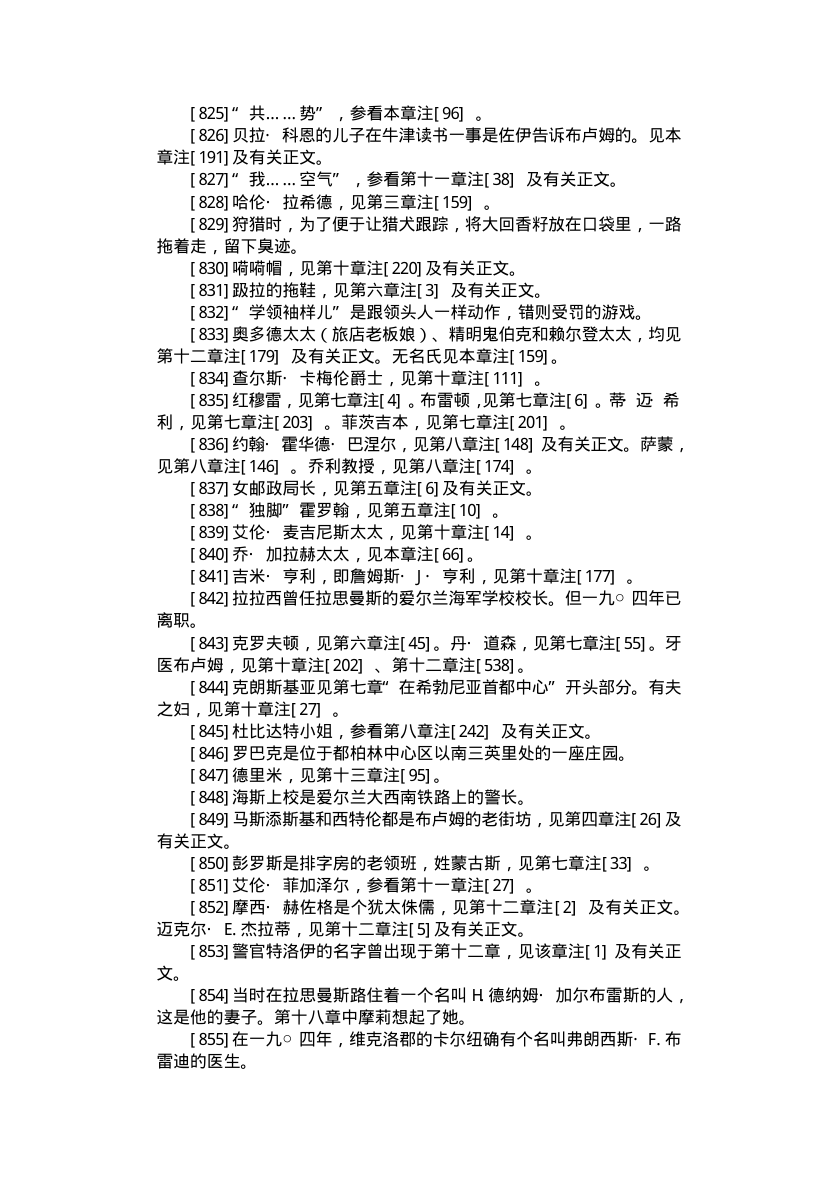 [825]“共……势”，参看本章注[96]。
[826]贝拉·科恩的儿子在牛津读书一事是佐伊告诉布卢姆的。见本
章注[191]及有关正文。
[827]“我……空气”，参看第十一章注[38]及有关正文。
[828]哈伦·拉希德，见第三章注[159]。
[829]狩猎时，为了便于让猎犬跟踪，将大回香籽放在口袋里，一路
拖着走，留下臭迹。
[830]嗬嗬帽，见第十章注[220]及有关正文。
[831]趿拉的拖鞋，见第六章注[3]及有关正文。
[832]“学领袖样儿”是跟领头人一样动作，错则受罚的游戏。
[833]奥多德太太（旅店老板娘）、精明鬼伯克和赖尔登太太，均见
第十二章注[179]及有关正文。无名氏见本章注[159]。
[834]查尔斯·卡梅伦爵士，见第十章注[111]。
[835]红穆雷，见第七章注[4]。布雷顿，见第七章注[6]。蒂 迈 希
利，见第七章注[203]。菲茨吉本，见第七章注[201]。
[836]约翰·霍华德·巴涅尔，见第八章注[148]及有关正文。萨蒙，
见第八章注[146]。乔利教授，见第八章注[174]。
[837]女邮政局长，见第五章注[6]及有关正文。
[838]“独脚”霍罗翰，见第五章注[10]。
[839]艾伦·麦吉尼斯太太，见第十章注[14]。
[840]乔·加拉赫太太，见本章注[66]。
[841]吉米·亨利，即詹姆斯·J·亨利，见第十章注[177]。
[842]拉拉西曾任拉思曼斯的爱尔兰海军学校校长。但一九○四年已
离职。
[843]克罗夫顿，见第六章注[45]。丹·道森，见第七章注[55]。牙
医布卢姆，见第十章注[202]、第十二章注[538]。
[844]克朗斯基亚见第七章“在希勃尼亚首都中心”开头部分。有夫
之妇，见第十章注[27]。
[845]杜比达特小姐，参看第八章注[242]及有关正文。
[846]罗巴克是位于都柏林中心区以南三英里处的一座庄园。
[847]德里米，见第十三章注[95]。
[848]海斯上校是爱尔兰大西南铁路上的警长。
[849]马斯添斯基和西特伦都是布卢姆的老街坊，见第四章注[26]及
有关正文。
[850]彭罗斯是排字房的老领班，姓蒙古斯，见第七章注[33]。
[851]艾伦·菲加泽尔，参看第十一章注[27]。
[852]摩西·赫佐格是个犹太侏儒，见第十二章注[2]及有关正文。
迈克尔·E.杰拉蒂，见第十二章注[5]及有关正文。
[853]警官特洛伊的名字曾出现于第十二章，见该章注[1]及有关正
文。
[854]当时在拉思曼斯路住着一个名叫H.德纳姆·加尔布雷斯的人，
这是他的妻子。第十八章中摩莉想起了她。
[855]在一九○四年，维克洛郡的卡尔纽确有个名叫弗朗西斯·F.布
雷迪的医生。